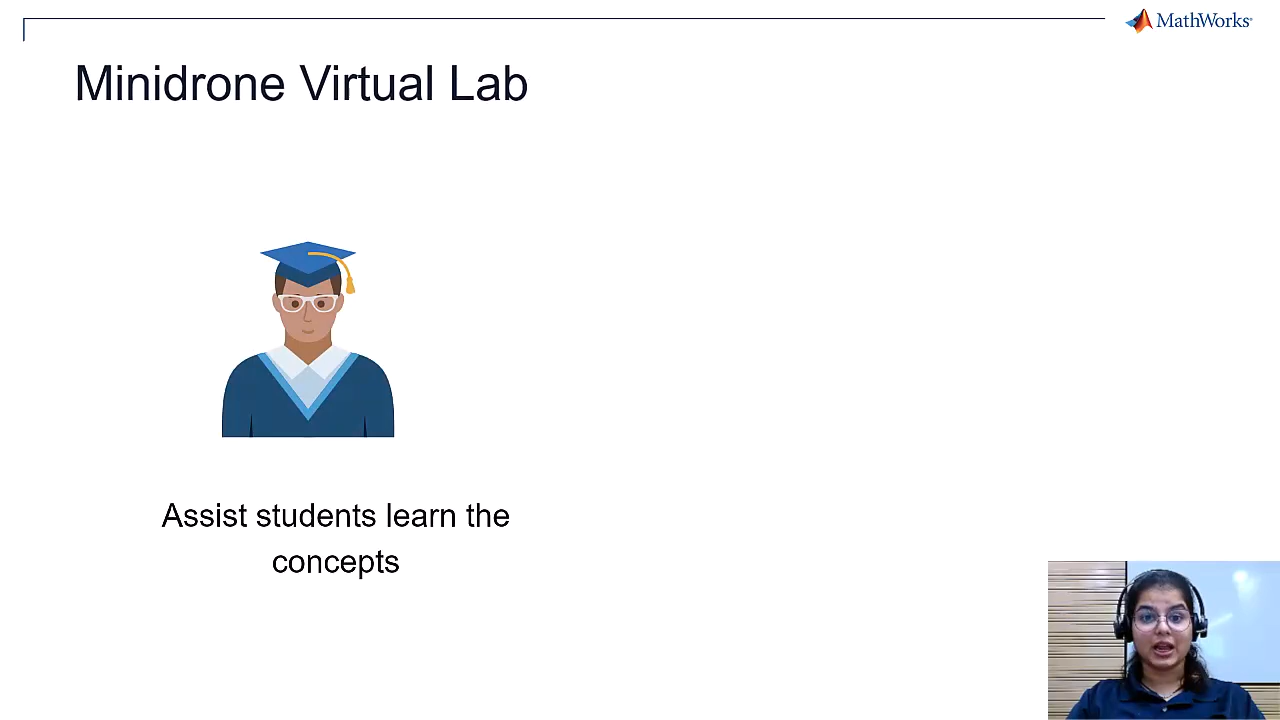 MathWorks
Minidrone Virtual Lab
Assist students learn the
concepts